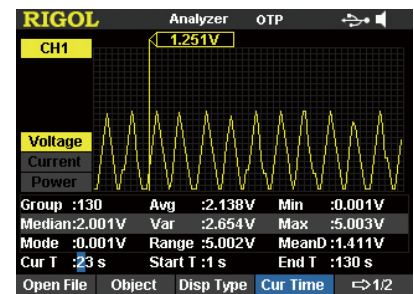 RIGOL Analyzer OTP
CH1 1.251V
Voltage
Current
Power
Group :130 Avg :2.138V Min :0.001V
Median:2.001V Var :2.654V Max :5.003V
Mode :0.001V Range :5.002V MeanD:1.411V
Cur T :23 s Start T :1 s End T :130 s
Open File Object Disp Type Cur Time ⇨1/2